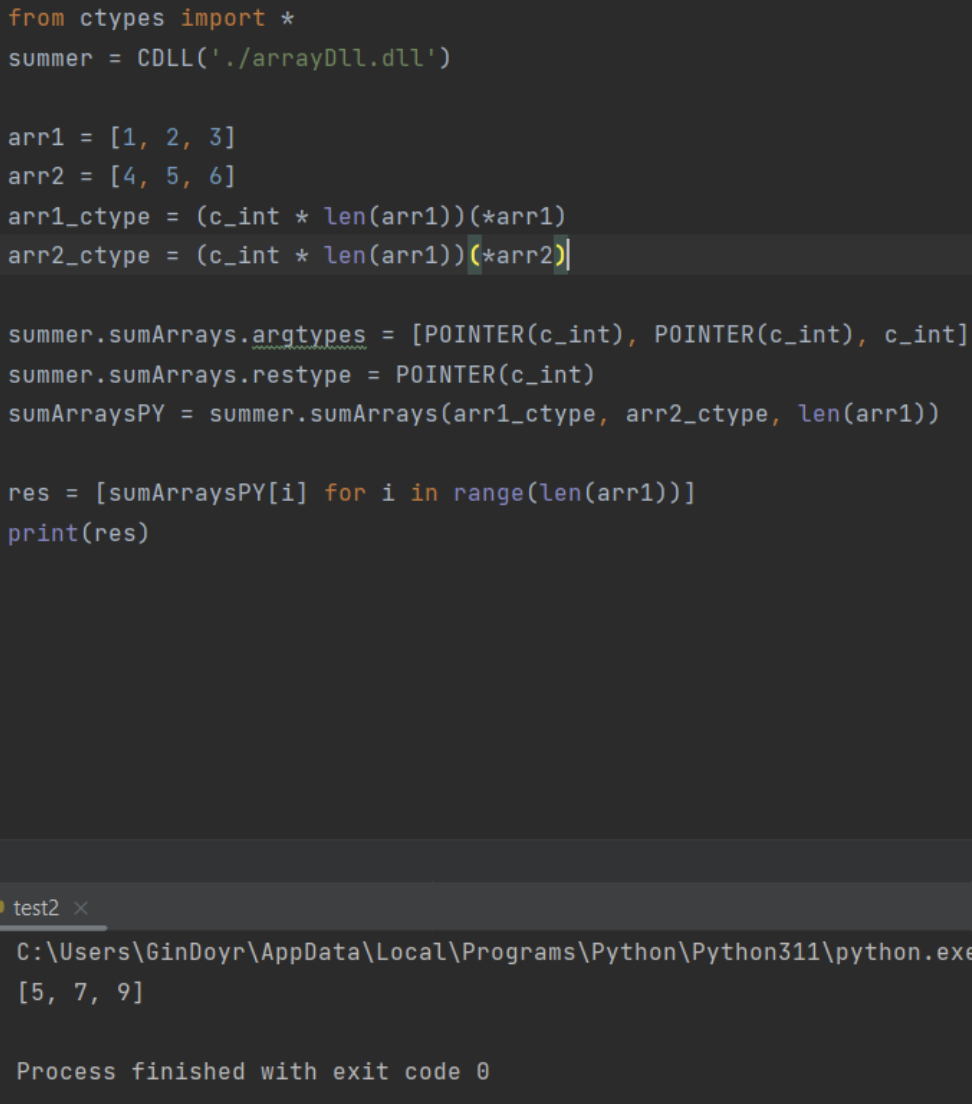 from ctypes import *
summer = CDLL('./arrayDll.dll')
arr1 = [1, 2, 3]
arr2 = [4, 5, 6]
arr1_ctype = (c_int * len(arr1))(*arr1)
arr2_ctype = (c_int * len(arr1))(*arr2)
summer.sumArrays.argtypes = [POINTER(c_int), POINTER(c_int), c_int]
summer.sumArrays.restype = POINTER(c_int)
sumArraysPY = summer.sumArrays(arr1_ctype, arr2_ctype, len(arr1))
res = [sumArraysPY[i] for i in range(len(arr1))]
print(res)
test2 ×
C:\Users\GinDoyr\AppData\Local\Programs\Python\Python311\python.exe
[5, 7, 9]
Process finished with exit code 0